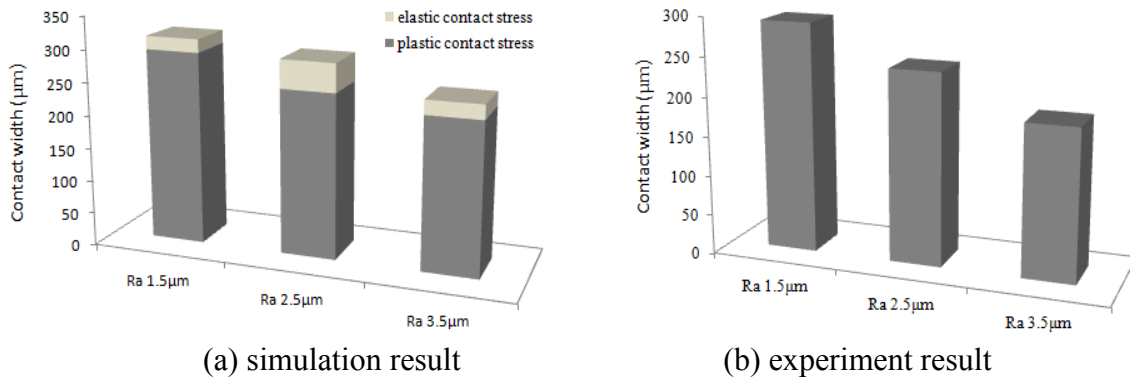 350
300
250
200
150
100
50
0
Contact width (μm)
elastic contact stress
plastic contact stress
Ra 1.5μm
Ra 2.5μm
Ra 3.5μm
(a) simulation result
300
250
200
150
100
50
0
Contact width (μm)
Ra 1.5μm
Ra 2.5μm
Ra 3.5μm
(b) experiment result